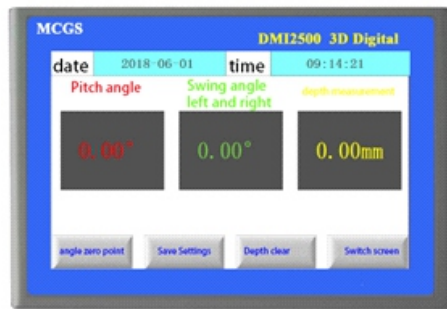 MCGS
DMI2500 3D Digital
date 2018-06-01 time 09:14:21
Pitch angle
Swing angle
left and right
depth measurement
0.00°
0.00°
0.00mm
angle zero point
Save Settings
Depth clear
Switch screen